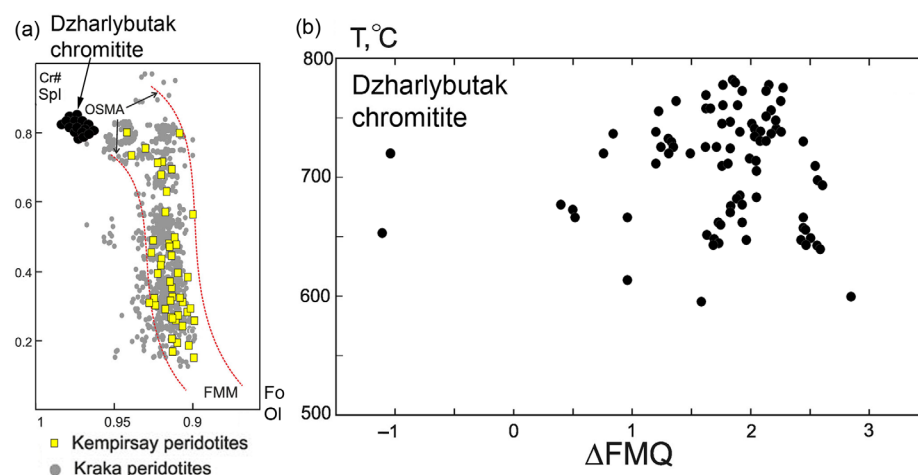 (a)
Dzharlybutak
chromitite
Cr#
Spl
OSMA
0.8
0.6
0.4
0.2
FMM
Fo
Ol
1 0.95 0.9
Kempirsay peridotites
Kraka peridotites
(b)
T,°C
Dzharlybutak
chromitite
800
700
600
500
–1 0 1 2 3
ΔFMQ